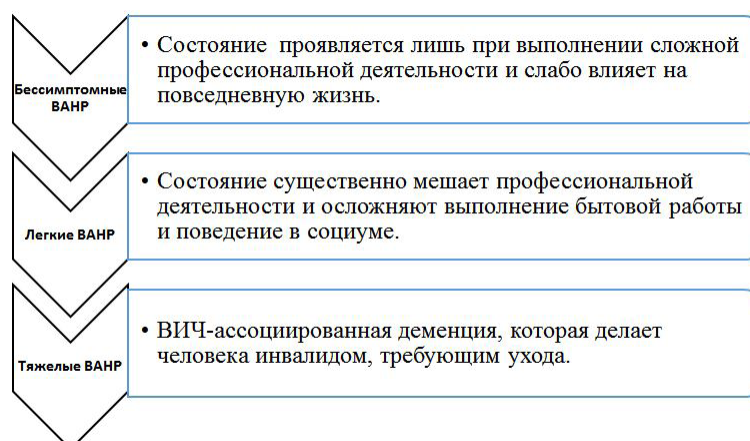 Бессимптомные
ВАНР
• Состояние проявляется лишь при выполнении сложной
профессиональной деятельности и слабо влияет на
повседневную жизнь.
Легкие ВАНР
• Состояние существенно мешает профессиональной
деятельности и осложняют выполнение бытовой работы
и поведение в социуме.
Тяжелые ВАНР
• ВИЧ-ассоциированная деменция, которая делает
человека инвалидом, требующим ухода.